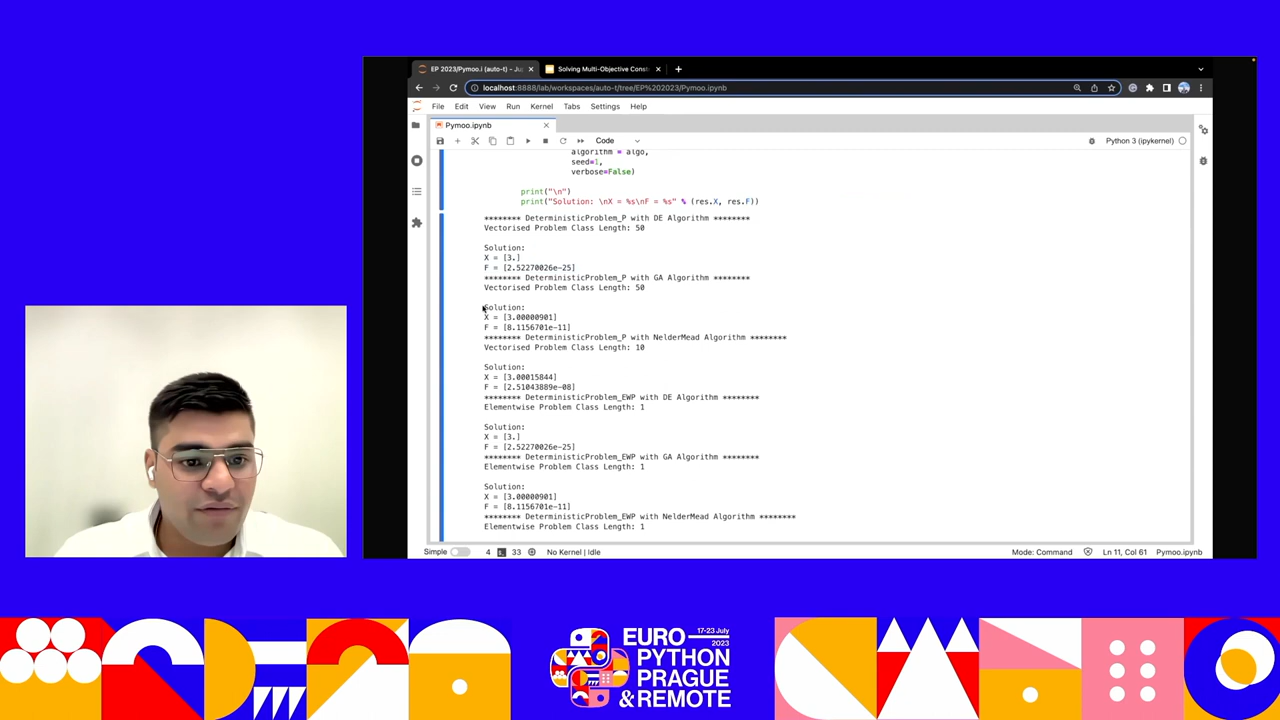 EP 2023/Pymoo.i (auto-t) – Ju
Solving Multi-Objective Const
localhost:8888/lab/workspaces/auto-t/tree/EP%202023/Pymoo.ipynb
File Edit View Run Kernel Tabs Settings Help
Pymoo.ipynb
Code
Python 3 (ipykernel)
algorithm = algo,
seed=1,
verbose=False)
print("\n")
print("Solution: \nX = %s\nF = %s" % (res.X, res.F))
******** DeterministicProblem_P with DE Algorithm ********
Vectorised Problem Class Length: 50
Solution:
X = [3.]
F = [2.52270026e-25]
******** DeterministicProblem_P with GA Algorithm ********
Vectorised Problem Class Length: 50
Solution:
X = [3.00000901]
F = [8.1156701e-11]
******** DeterministicProblem_P with NelderMead Algorithm ********
Vectorised Problem Class Length: 10
Solution:
X = [3.00015844]
F = [2.51043889e-08]
******** DeterministicProblem_EWP with DE Algorithm ********
Elementwise Problem Class Length: 1
Solution:
X = [3.]
F = [2.52270026e-25]
******** DeterministicProblem_EWP with GA Algorithm ********
Elementwise Problem Class Length: 1
Solution:
X = [3.00000901]
F = [8.1156701e-11]
******** DeterministicProblem_EWP with NelderMead Algorithm ********
Elementwise Problem Class Length: 1
Simple 4 33 No Kernel | Idle
Mode: Command Ln 11, Col 61 Pymoo.ipynb
17-23 July
2023
EURO
PYTHON
PRAGUE
& REMOTE